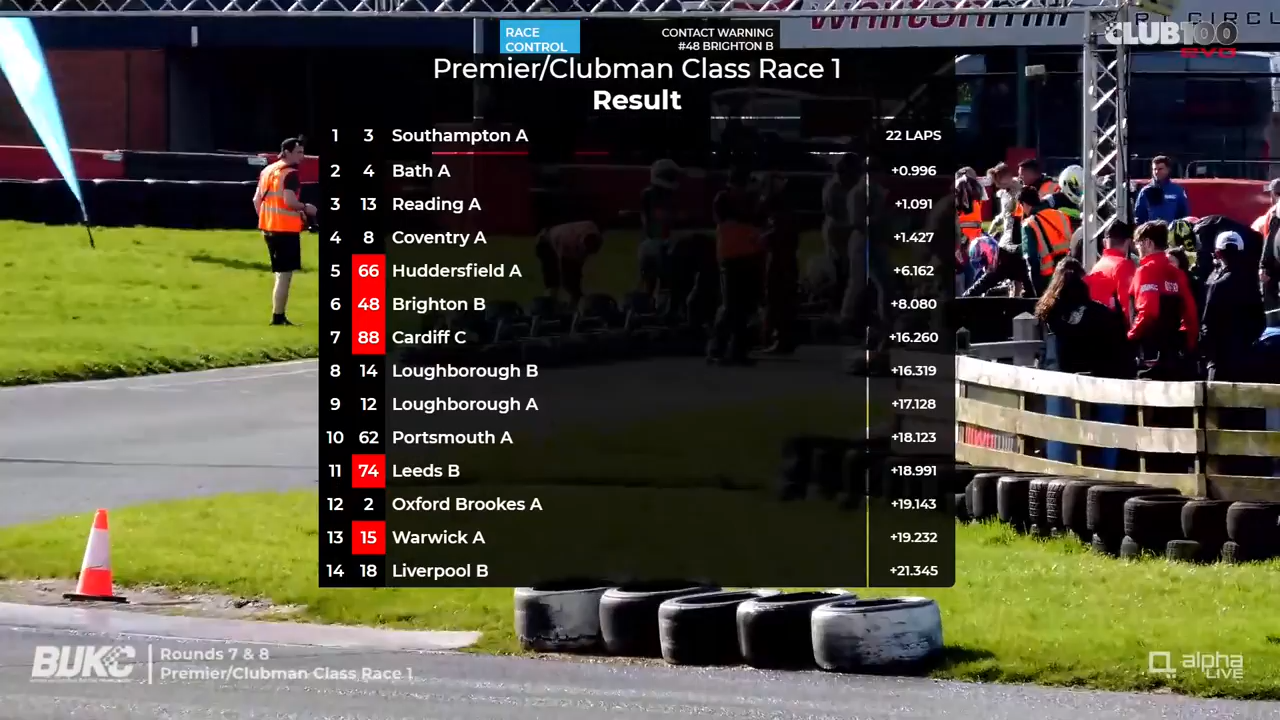 Whilton Mill
KART CIRCUIT
CLUB100
EVO
RACE CONTROL
CONTACT WARNING
#48 BRIGHTON B
Premier/Clubman Class Race 1
Result
1 3 Southampton A 22 LAPS
2 4 Bath A +0.996
3 13 Reading A +1.091
4 8 Coventry A +1.427
5 66 Huddersfield A +6.162
6 48 Brighton B +8.080
7 88 Cardiff C +16.260
8 14 Loughborough B +16.319
9 12 Loughborough A +17.128
10 62 Portsmouth A +18.123
11 74 Leeds B +18.991
12 2 Oxford Brookes A +19.143
13 15 Warwick A +19.232
14 18 Liverpool B +21.345
BUKC
Rounds 7 & 8
Premier/Clubman Class Race 1
alpha
LIVE